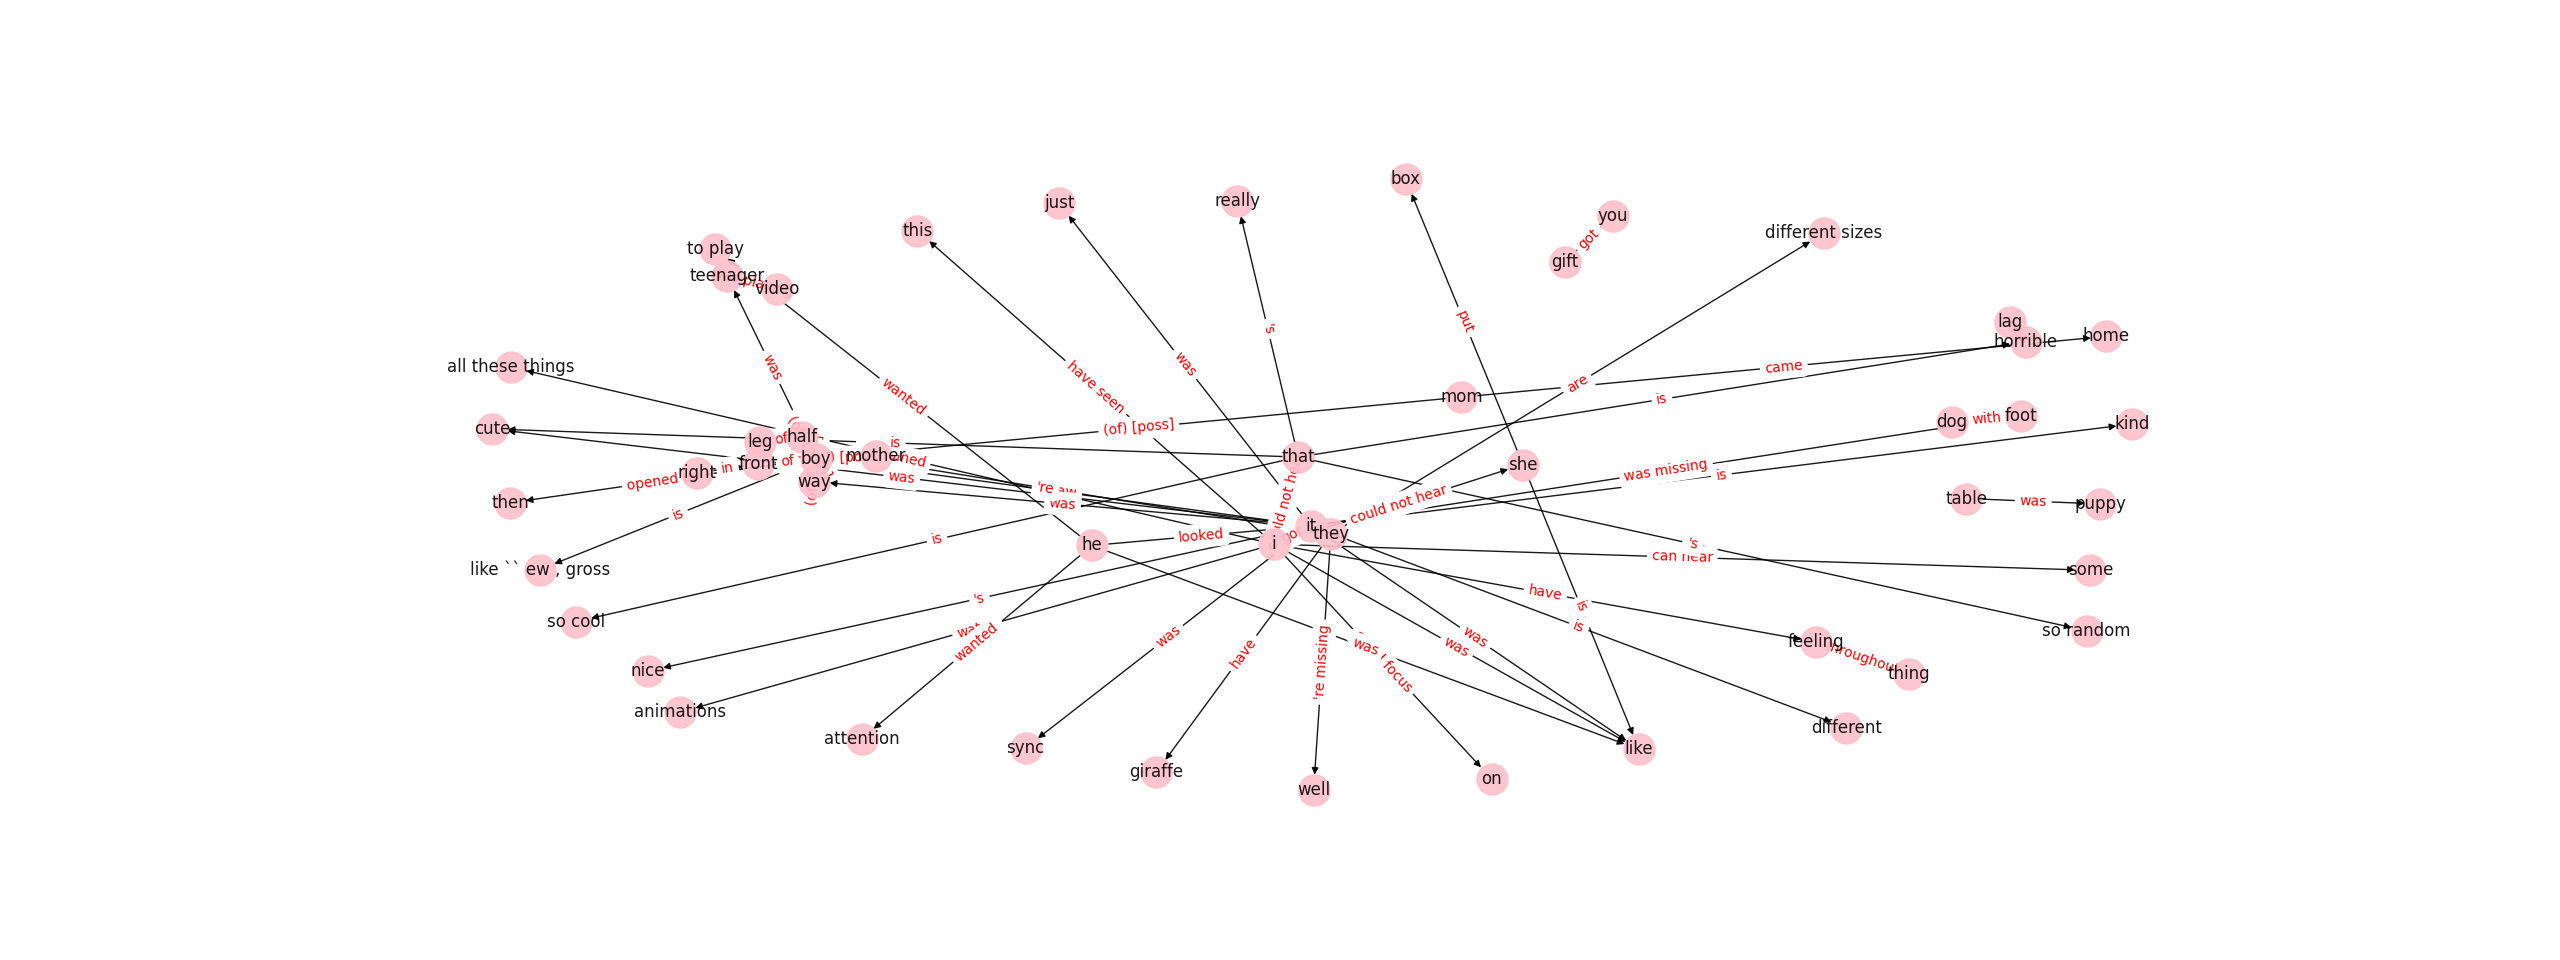 box
just
really
you
this
different sizes
got
to play
gift
teenager
video
lag
's
put
home
horrible
was
all these things
came
have seen
are
was
wanted
mom
is
dog
with
foot
kind
cute
(of) [poss]
half
leg
is
mother
that
boy
front
she
was missing
right
in
of
is
opened
way
was
could not hear
table
was
puppy
then
was
it
they
looked
he
i
is
is
's
can hear
some
like `` ew , gross
have
's
is
so cool
is
so random
was
was
wanted
feeling
was
was
have
're missing
focus
thing
nice
animations
different
attention
sync
like
giraffe
on
well